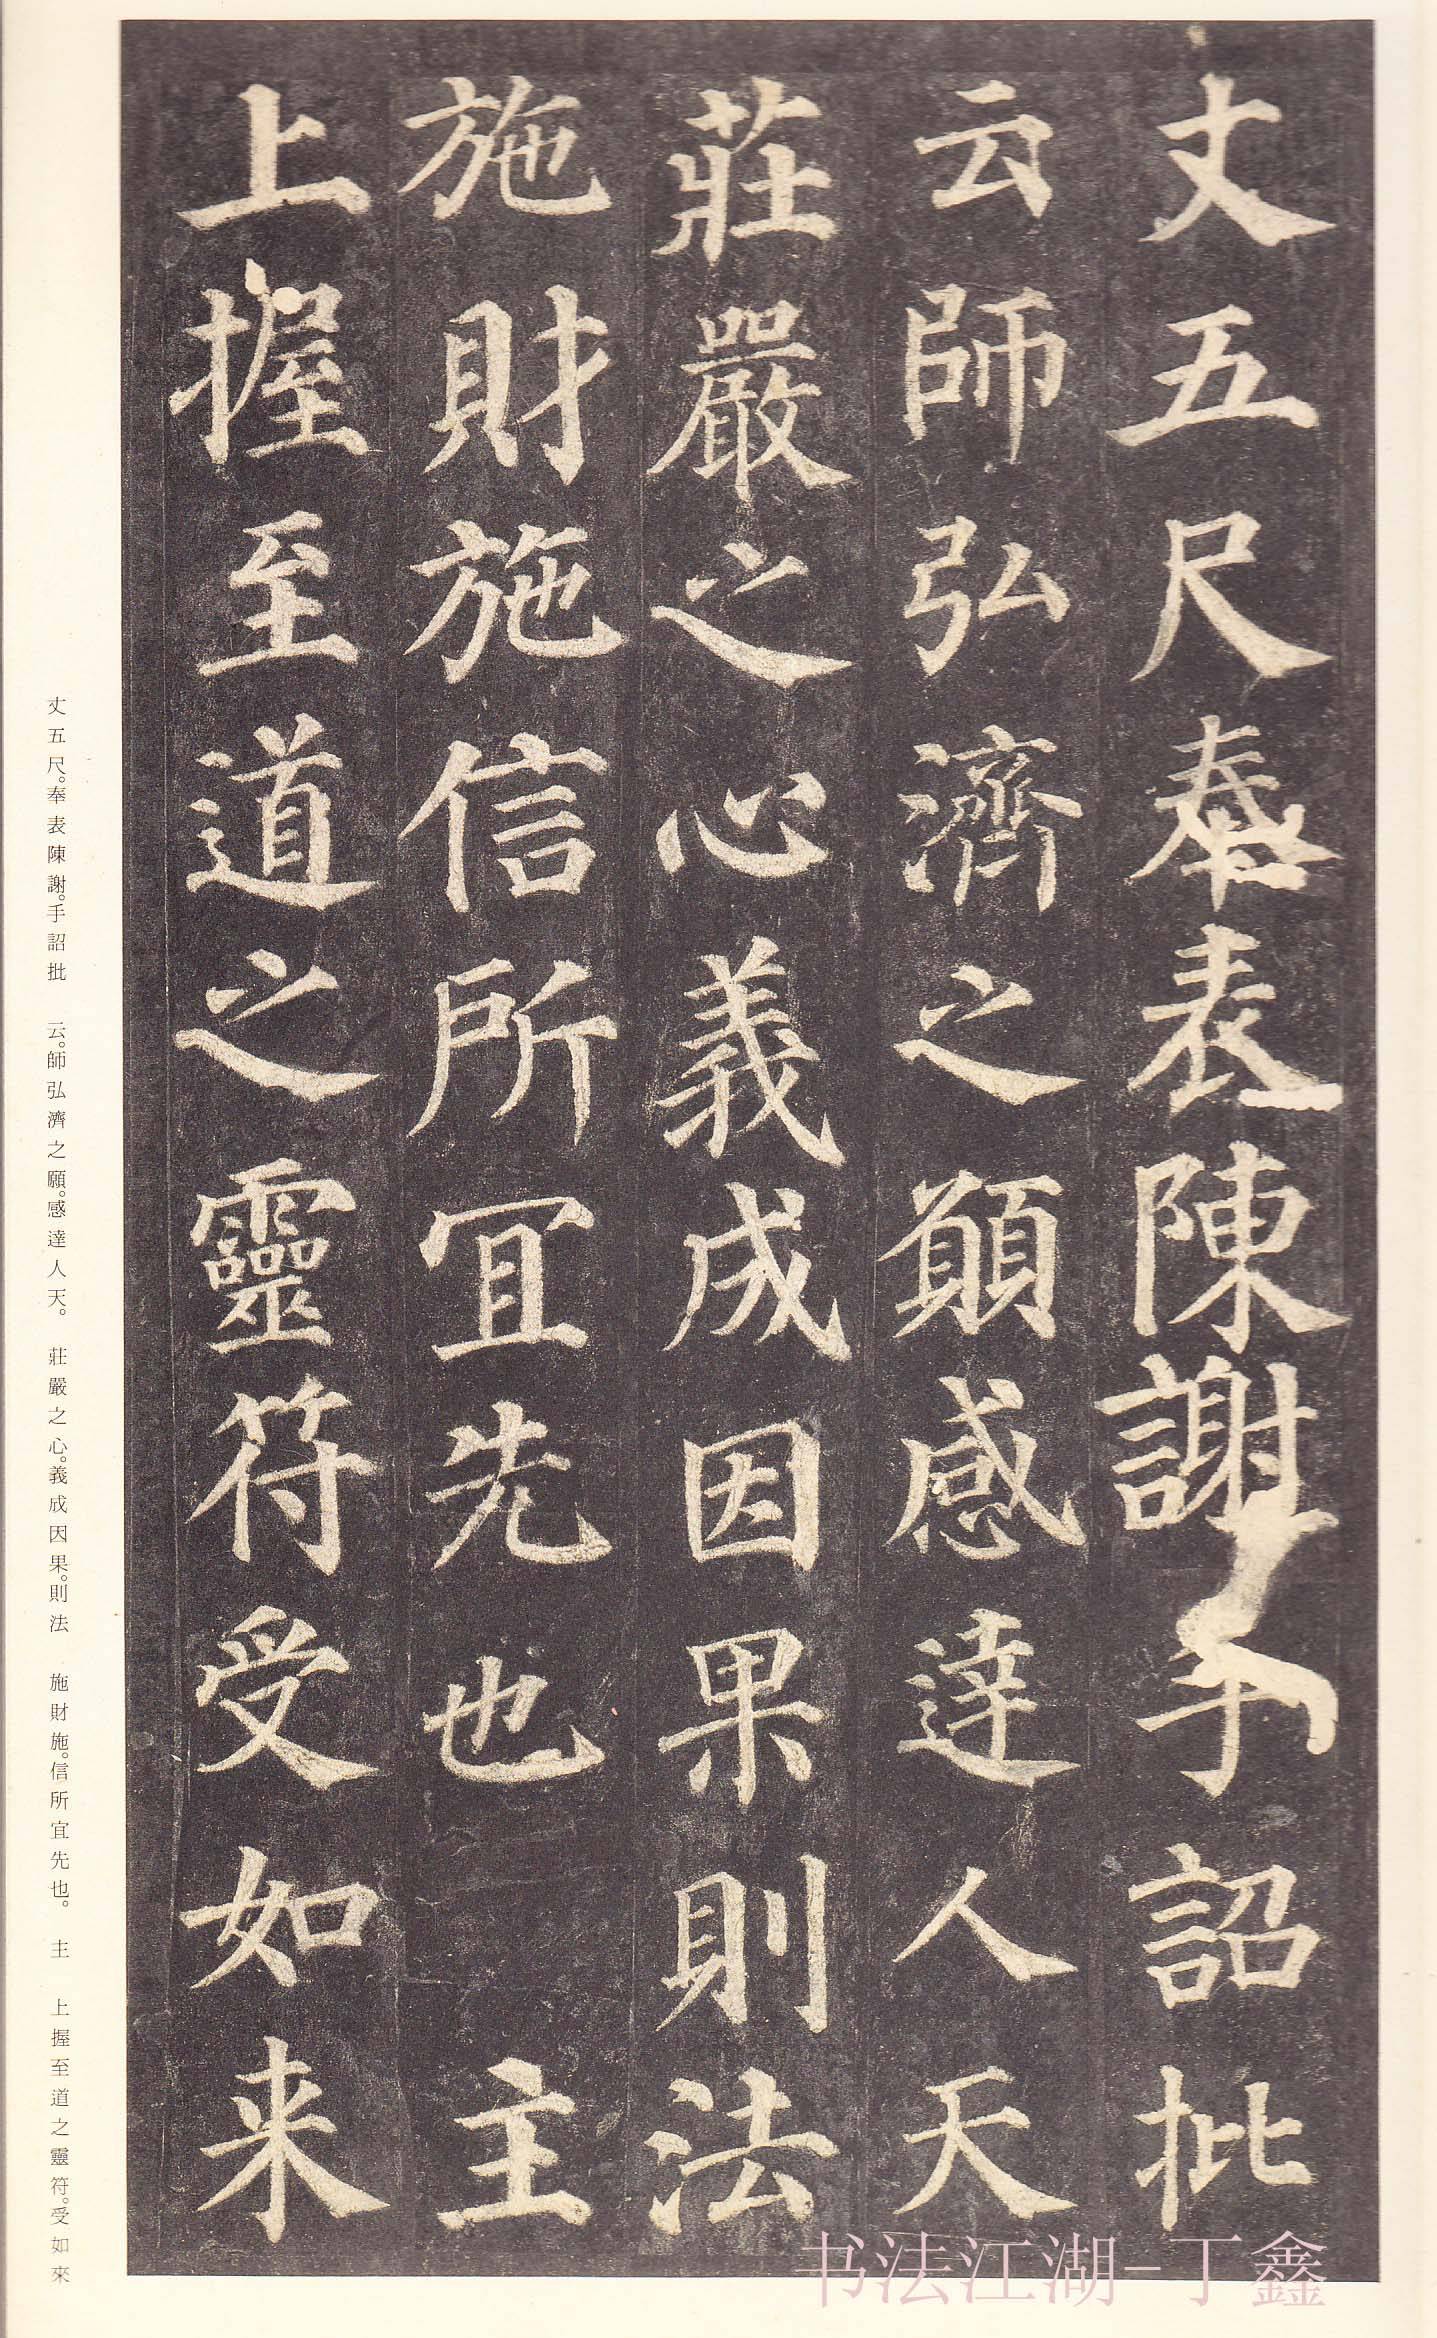 丈五尺奉表陳謝手詔批
云師弘濟之願感達人天
莊嚴之心義成因果則法
施財施信所宜先也　主
上握至道之靈符受如来
丈五尺。奉表陳謝。手詔批　云。師弘濟之願。感達人天。　莊嚴之心。義成因果。則法　施財施。信所宜先也。　主　上握至道之靈符。受如來
书法江湖-丁鑫